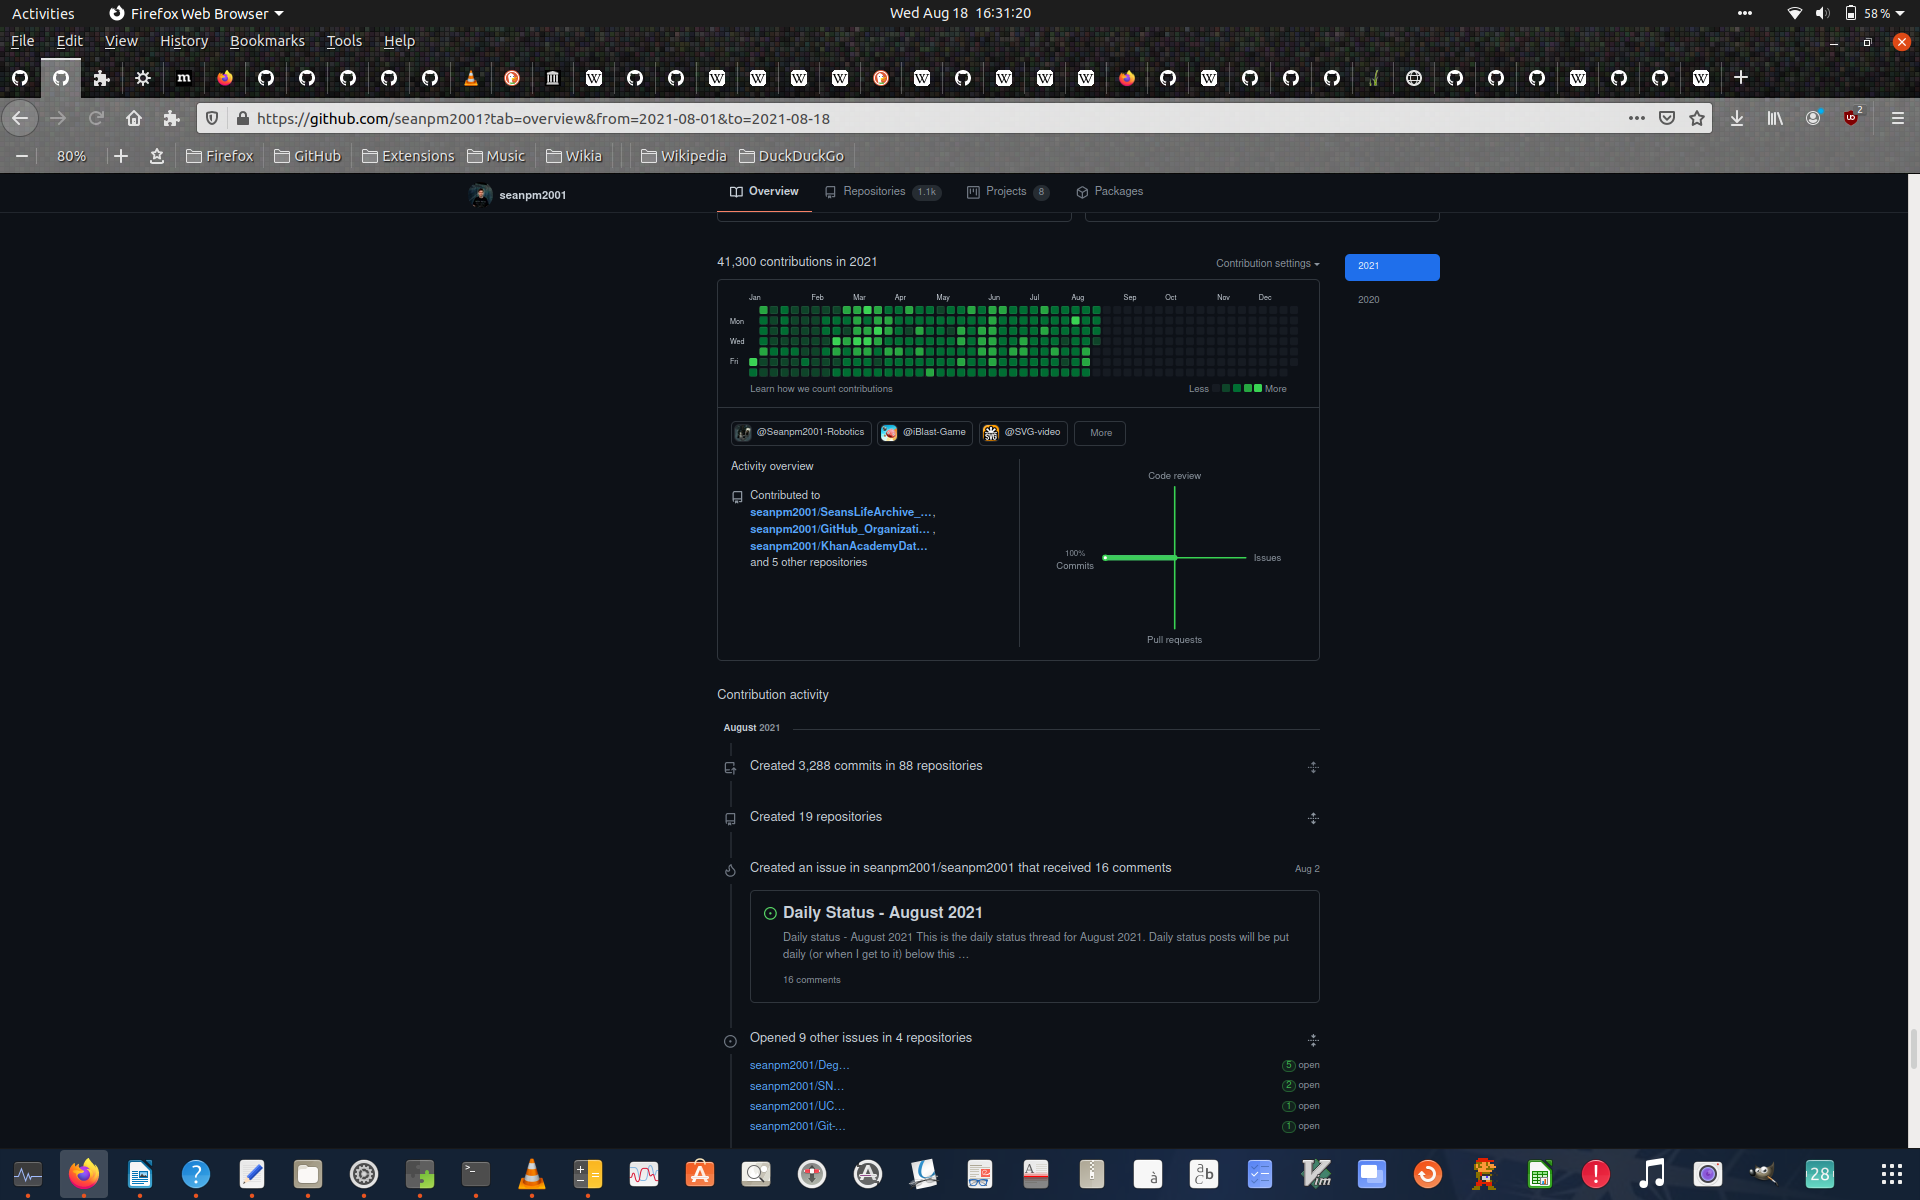 Activities
Firefox Web Browser
Wed Aug 18 16:31:20
58 %
File Edit View History Bookmarks Tools Help
https://github.com/seanpm2001?tab=overview&from=2021-08-01&to=2021-08-18
2
80%
Firefox
GitHub
Extensions
Music
Wikia
Wikipedia
DuckDuckGo
seanpm2001
Overview
Repositories 1.1k
Projects 8
Packages
41,300 contributions in 2021
Contribution settings
2021
2020
Jan Feb Mar Apr May Jun Jul Aug Sep Oct Nov Dec
Mon
Wed
Fri
Learn how we count contributions
Less More
@Seanpm2001-Robotics
@iBlast-Game
@SVG-video
More
Activity overview
Contributed to
seanpm2001/SeansLifeArchive_…,
seanpm2001/GitHub_Organizati… ,
seanpm2001/KhanAcademyDat…
and 5 other repositories
Code review
100%
Commits
Issues
Pull requests
Contribution activity
August 2021
Created 3,288 commits in 88 repositories
Created 19 repositories
Created an issue in seanpm2001/seanpm2001 that received 16 comments
Aug 2
Daily Status - August 2021
Daily status - August 2021 This is the daily status thread for August 2021. Daily status posts will be put
daily (or when I get to it) below this …
16 comments
Opened 9 other issues in 4 repositories
seanpm2001/Deg…
5 open
seanpm2001/SN…
2 open
seanpm2001/UC…
1 open
seanpm2001/Git-…
1 open
28